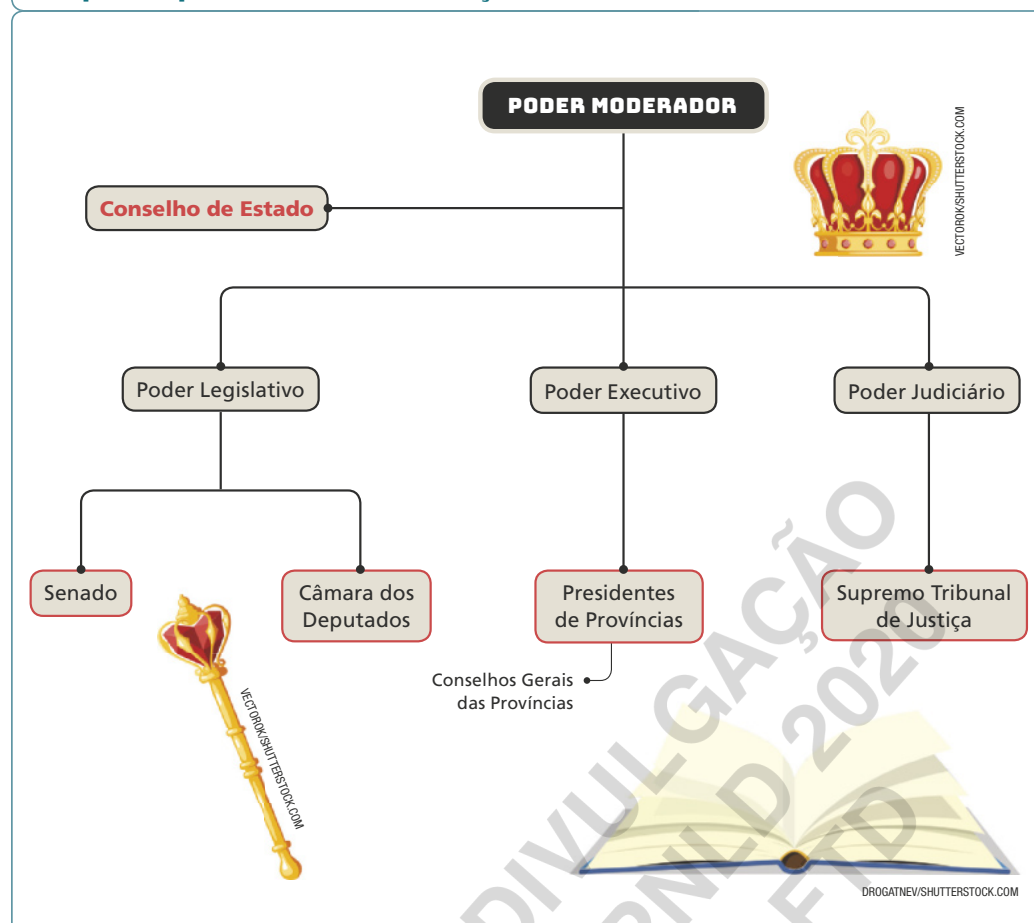 PODER MODERADOR
VECTOROK/SHUTTERSTOCK.COM
Conselho de Estado
Poder Legislativo
Poder Executivo
Poder Judiciário
Senado
Câmara dos
Deputados
Presidentes
de Províncias
Supremo Tribunal
de Justiça
Conselhos Gerais
das Províncias
VECTOROK/SHUTTERSTOCK.COM
DROGATNEV/SHUTTERSTOCK.COM
DIVULGAÇÃO
PNLD 2020
FTD